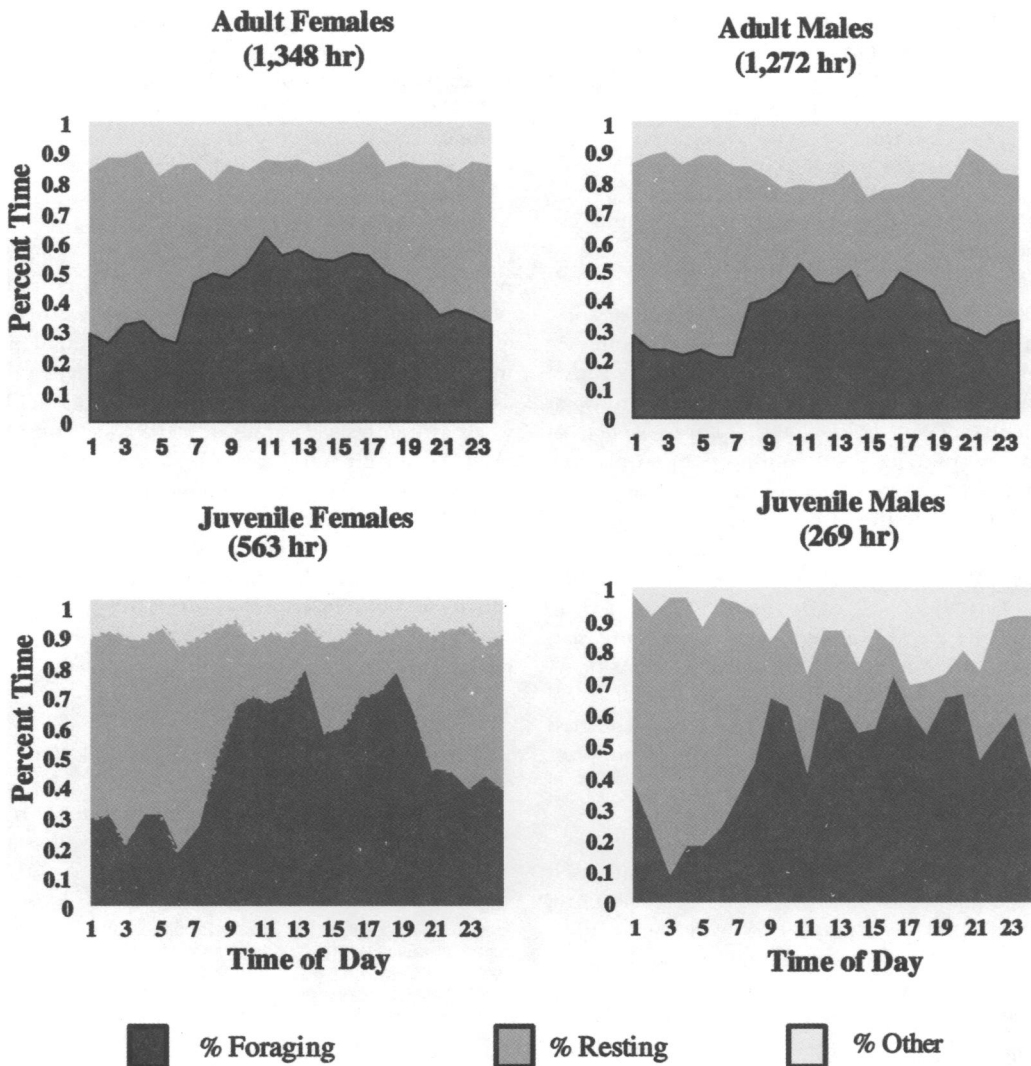 Adult Females
(1,348 hr)
Adult Males
(1,272 hr)
Percent Time
1
0.9
0.8
0.7
0.6
0.5
0.4
0.3
0.2
0.1
0
1 3 5 7 9 11 13 15 17 19 21 23
1
0.9
0.8
0.7
0.6
0.5
0.4
0.3
0.2
0.1
0
1 3 5 7 9 11 13 15 17 19 21 23
Juvenile Females
(563 hr)
Juvenile Males
(269 hr)
Percent Time
1
0.9
0.8
0.7
0.6
0.5
0.4
0.3
0.2
0.1
0
1 3 5 7 9 11 13 15 17 19 21 23
Time of Day
1
0.9
0.8
0.7
0.6
0.5
0.4
0.3
0.2
0.1
0
1 3 5 7 9 11 13 15 17 19 21 23
Time of Day
% Foraging
% Resting
% Other